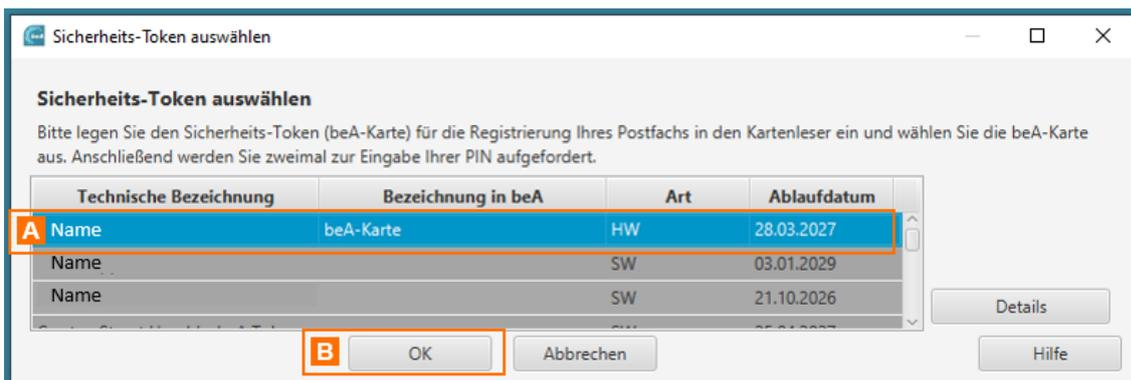 Sicherheits-Token auswählen
Sicherheits-Token auswählen
Bitte legen Sie den Sicherheits-Token (beA-Karte) für die Registrierung Ihres Postfachs in den Kartenleser ein und wählen Sie die beA-Karte
aus. Anschließend werden Sie zweimal zur Eingabe Ihrer PIN aufgefordert.
Technische Bezeichnung Bezeichnung in beA Art Ablaufdatum
A Name beA-Karte HW 28.03.2027
Name SW 03.01.2029
Name SW 21.10.2026
Details
B OK Abbrechen Hilfe